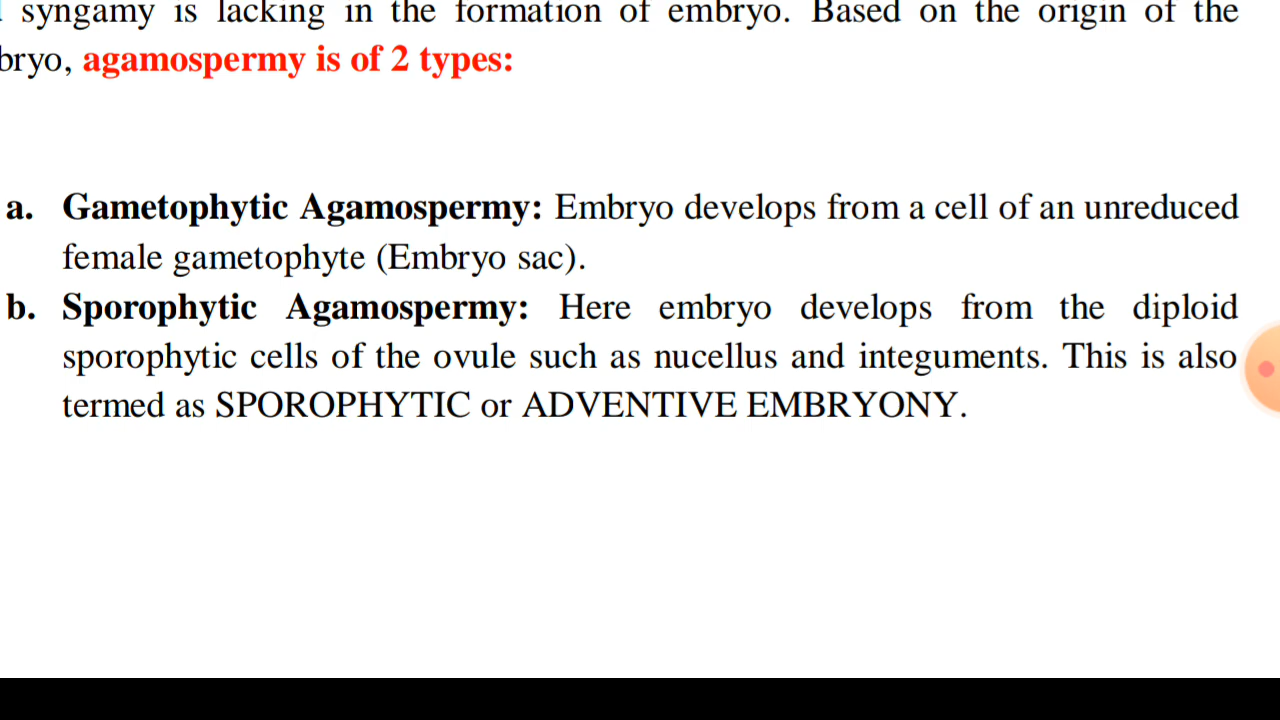 syngamy is lacking in the formation of embryo. Based on the origin of the
bryo, agamospermy is of 2 types:
a. Gametophytic Agamospermy: Embryo develops from a cell of an unreduced
female gametophyte (Embryo sac).
b. Sporophytic Agamospermy: Here embryo develops from the diploid
sporophytic cells of the ovule such as nucellus and integuments. This is also
termed as SPOROPHYTIC or ADVENTIVE EMBRYONY.